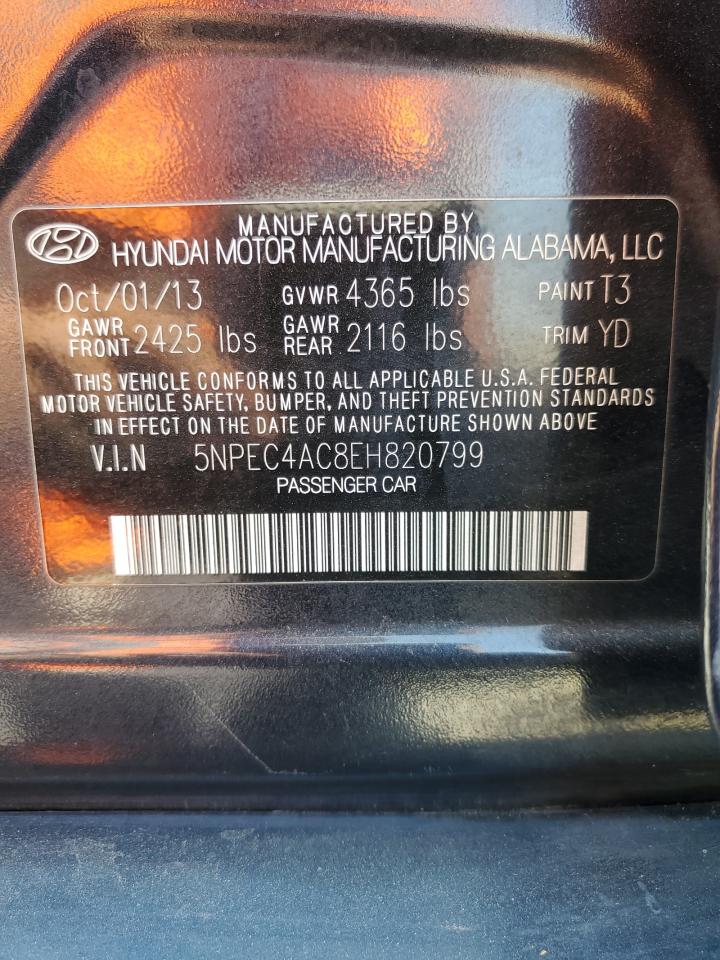 MANUFACTURED BY
HYUNDAI MOTOR MANUFACTURING ALABAMA, LLC
Oct/01/13 GVWR 4365 lbs PAINT T3
GAWR FRONT 2425 lbs GAWR REAR 2116 lbs TRIM YD
THIS VEHICLE CONFORMS TO ALL APPLICABLE U.S.A. FEDERAL
MOTOR VEHICLE SAFETY, BUMPER, AND THEFT PREVENTION STANDARDS
IN EFFECT ON THE DATE OF MANUFACTURE SHOWN ABOVE
V.I.N 5NPEC4AC8EH820799
PASSENGER CAR